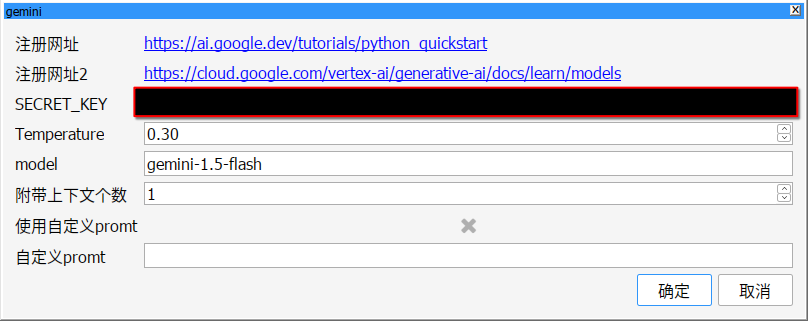 gemini
注册网址 https://ai.google.dev/tutorials/python_quickstart
注册网址2 https://cloud.google.com/vertex-ai/generative-ai/docs/learn/models
SECRET_KEY
Temperature 0.30
model gemini-1.5-flash
附带上下文个数 1
使用自定义promt
自定义promt
确定 取消